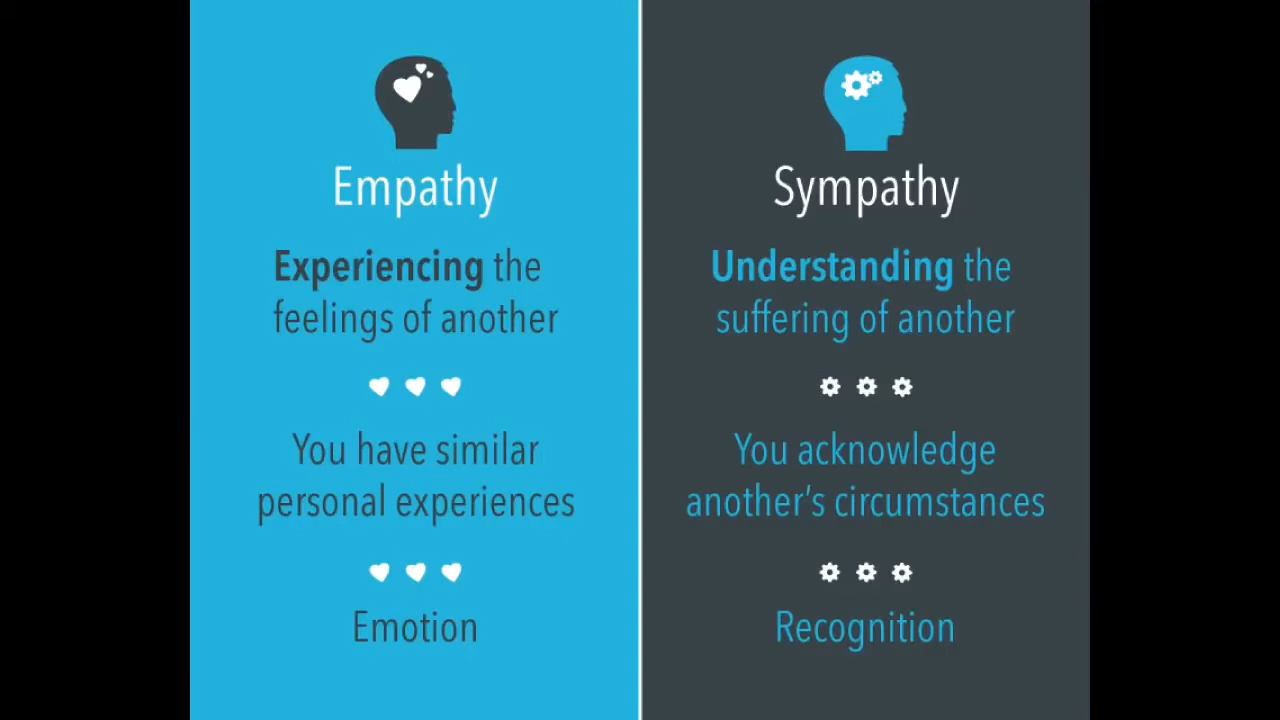 Empathy
Experiencing the
feelings of another
You have similar
personal experiences
Emotion
Sympathy
Understanding the
suffering of another
You acknowledge
another’s circumstances
Recognition